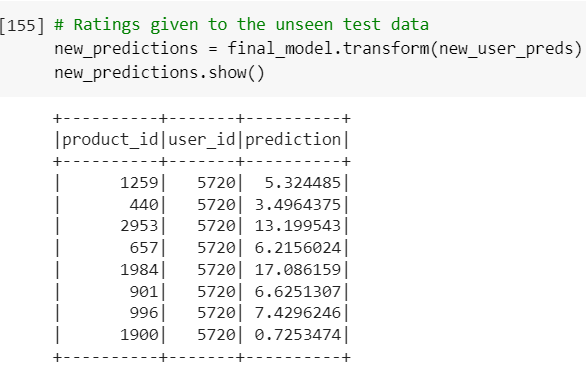 [155] # Ratings given to the unseen test data
new_predictions = final_model.transform(new_user_preds)
new_predictions.show()
+----------+-------+----------+
|product_id|user_id|prediction|
+----------+-------+----------+
|      1259|   5720|  5.324485|
|       440|   5720| 3.4964375|
|      2953|   5720| 13.199543|
|       657|   5720| 6.2156024|
|      1984|   5720| 17.086159|
|       901|   5720| 6.6251307|
|       996|   5720| 7.4296246|
|      1900|   5720| 0.7253474|
+----------+-------+----------+